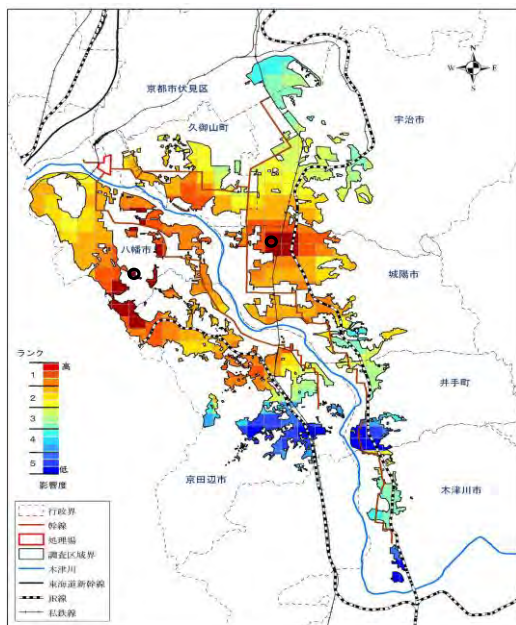 N
W
E
S
京都市伏見区
宇治市
久御山町
八幡市
城陽市
井手町
京田辺市
木津川市
ランク
高
1
2
3
4
5
低
影響度
行政界
幹線
処理場
調査区域界
木津川
東海道新幹線
JR線
私鉄線